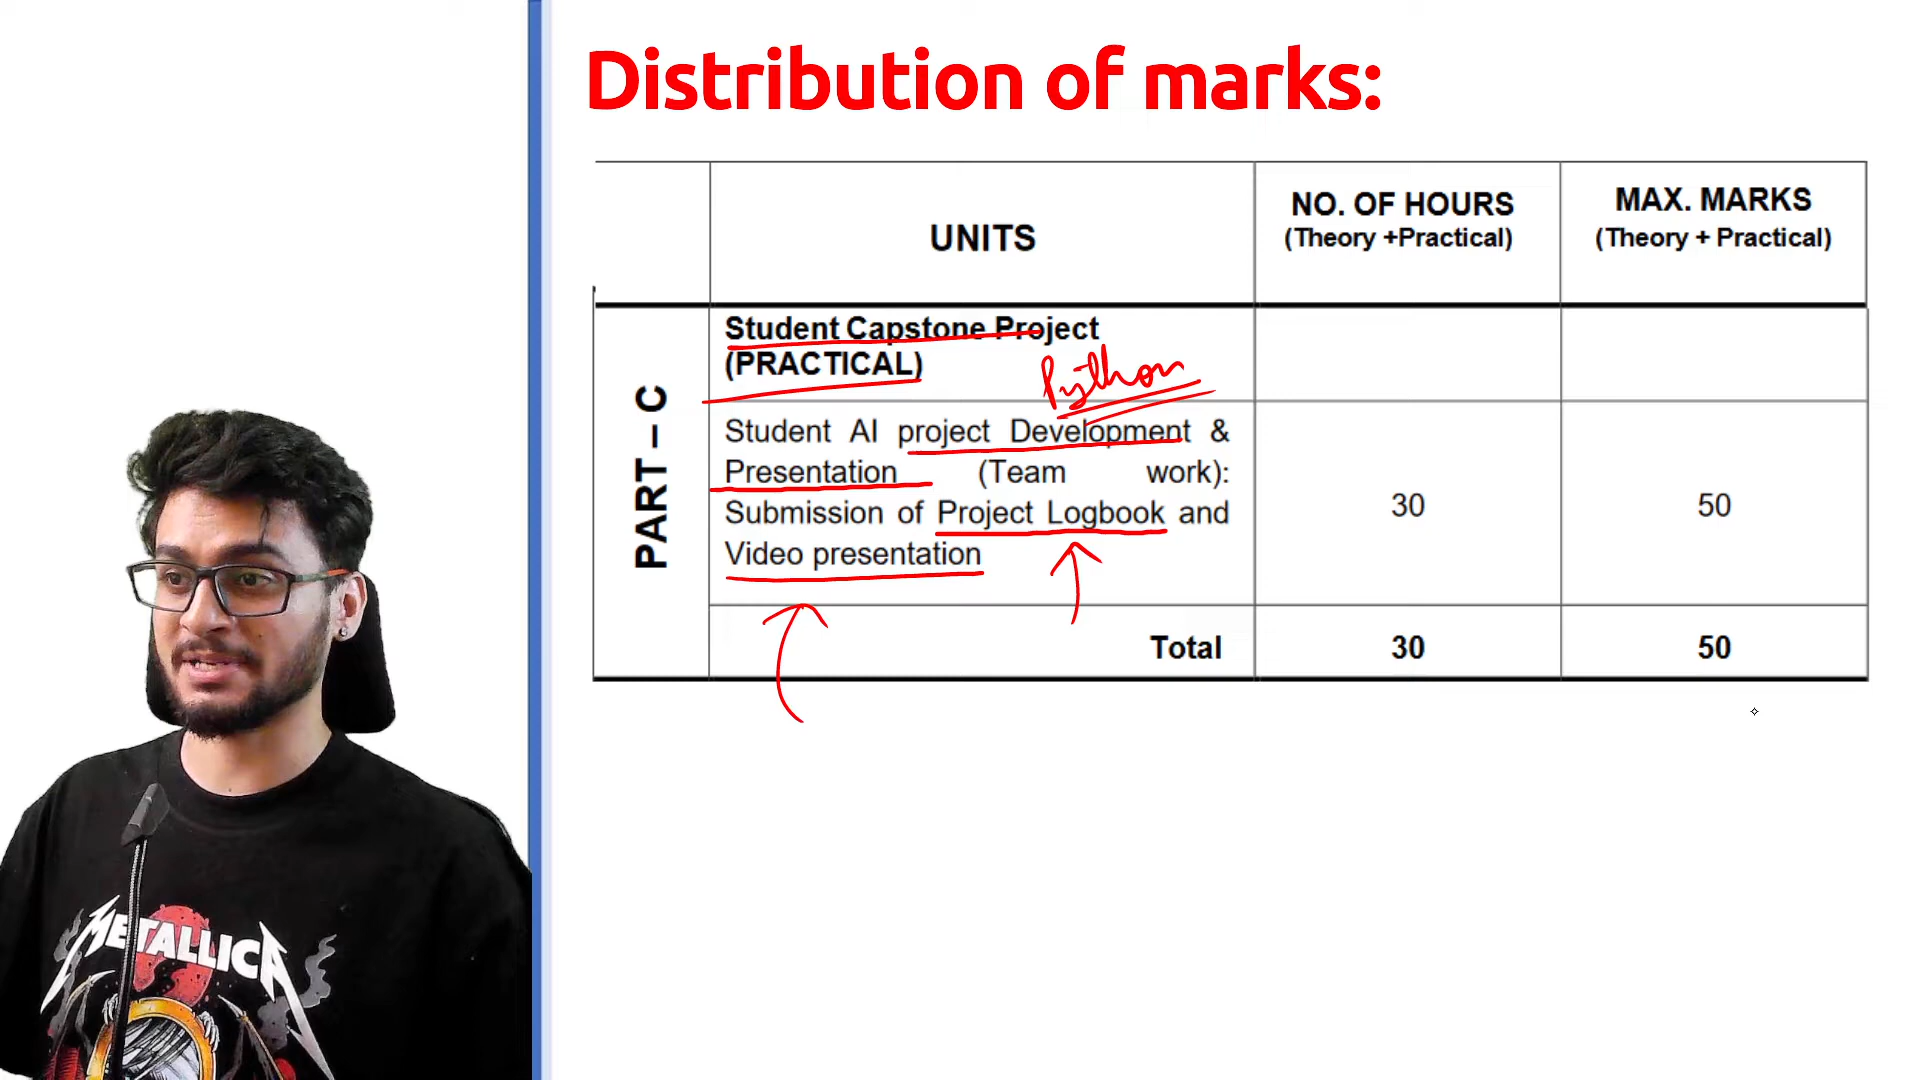 Distribution of marks:
UNITS
NO. OF HOURS
(Theory +Practical)
MAX. MARKS
(Theory + Practical)
PART – C
Student Capstone Project
(PRACTICAL)
Python
Student AI project Development &
Presentation (Team work):
Submission of Project Logbook and
Video presentation
30
50
Total
30
50
METALLICA